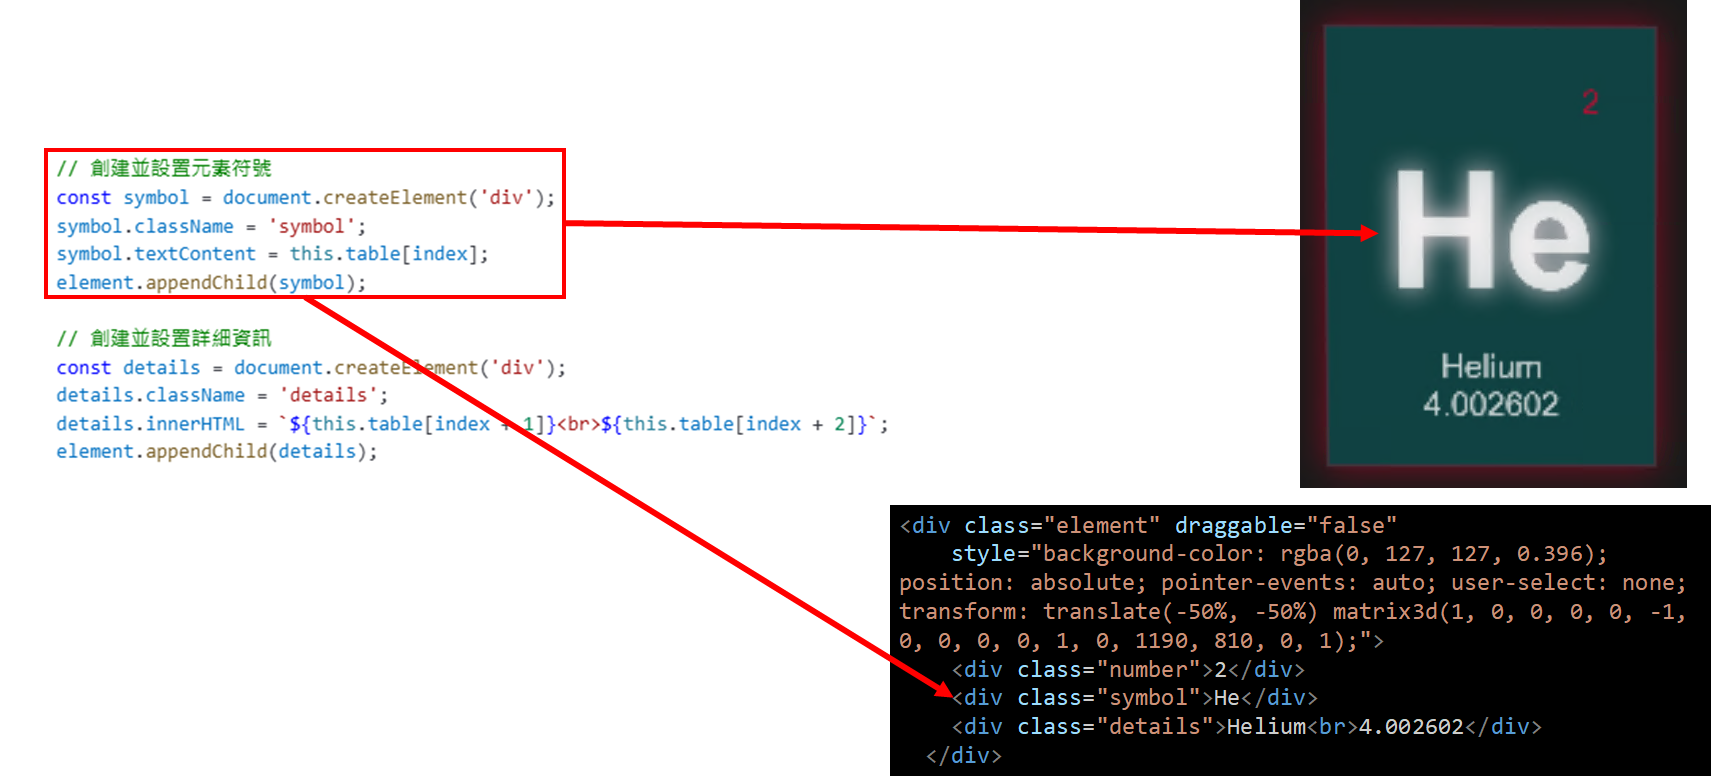 // 創建並設置元素符號
const symbol = document.createElement('div');
symbol.className = 'symbol';
symbol.textContent = this.table[index];
element.appendChild(symbol);
// 創建並設置詳細資訊
const details = document.createElement('div');
details.className = 'details';
details.innerHTML = `${this.table[index + 1]}<br>${this.table[index + 2]}`;
element.appendChild(details);
2
He
Helium
4.002602
<div class="element" draggable="false"
style="background-color: rgba(0, 127, 127, 0.396);
position: absolute; pointer-events: auto; user-select: none;
transform: translate(-50%, -50%) matrix3d(1, 0, 0, 0, 0, -1,
0, 0, 0, 0, 1, 0, 1190, 810, 0, 1);">
<div class="number">2</div>
<div class="symbol">He</div>
<div class="details">Helium<br>4.002602</div>
</div>